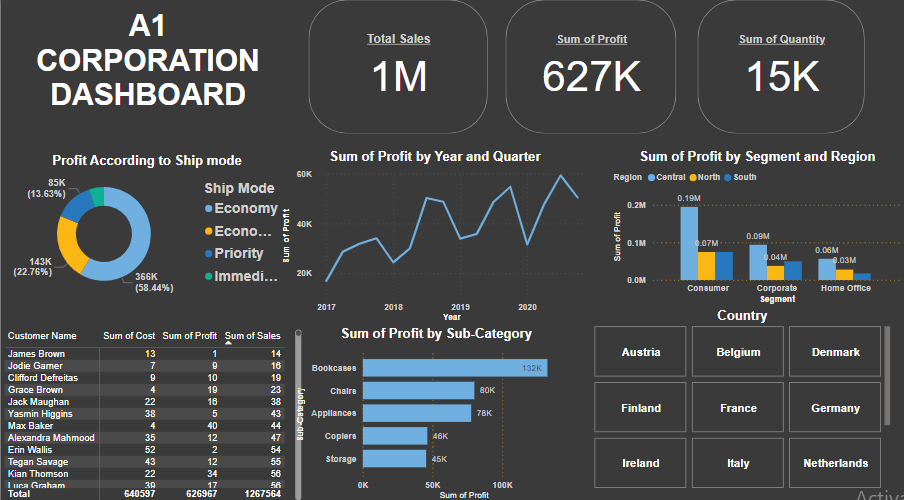 A1
CORPORATION
DASHBOARD
Total Sales
1M
Sum of Profit
627K
Sum of Quantity
15K
Profit According to Ship mode
85K
(13.63%)
143K
(22.76%)
366K
(58.44%)
Ship Mode
Economy
Econo...
Priority
Immedi...
Sum of Profit by Year and Quarter
Sum of Profit
60K
40K
20K
2017 2018 2019 2020
Year
Sum of Profit by Segment and Region
Region Central North South
Sum of Profit
0.2M
0.1M
0.0M
0.19M
0.07M
0.09M
0.04M
0.06M
0.03M
Consumer Corporate Home Office
Segment
Customer Name Sum of Cost Sum of Profit Sum of Sales
James Brown 13 1 14
Jodie Garner 7 9 16
Clifford Defreitas 9 10 19
Grace Brown 4 19 23
Jack Maughan 22 16 38
Yasmin Higgins 38 5 43
Max Baker 4 40 44
Alexandra Mahmood 35 12 47
Erin Wallis 52 2 54
Tegan Savage 43 12 55
Kian Thomson 22 34 56
Luca Graham 39 17 56
Total 640597 626967 1267564
Sum of Profit by Sub-Category
Sub-Category
Bookcases 132K
Chairs 80K
Appliances 78K
Copiers 46K
Storage 45K
0K 50K 100K
Sum of Profit
Country
Austria Belgium Denmark
Finland France Germany
Ireland Italy Netherlands